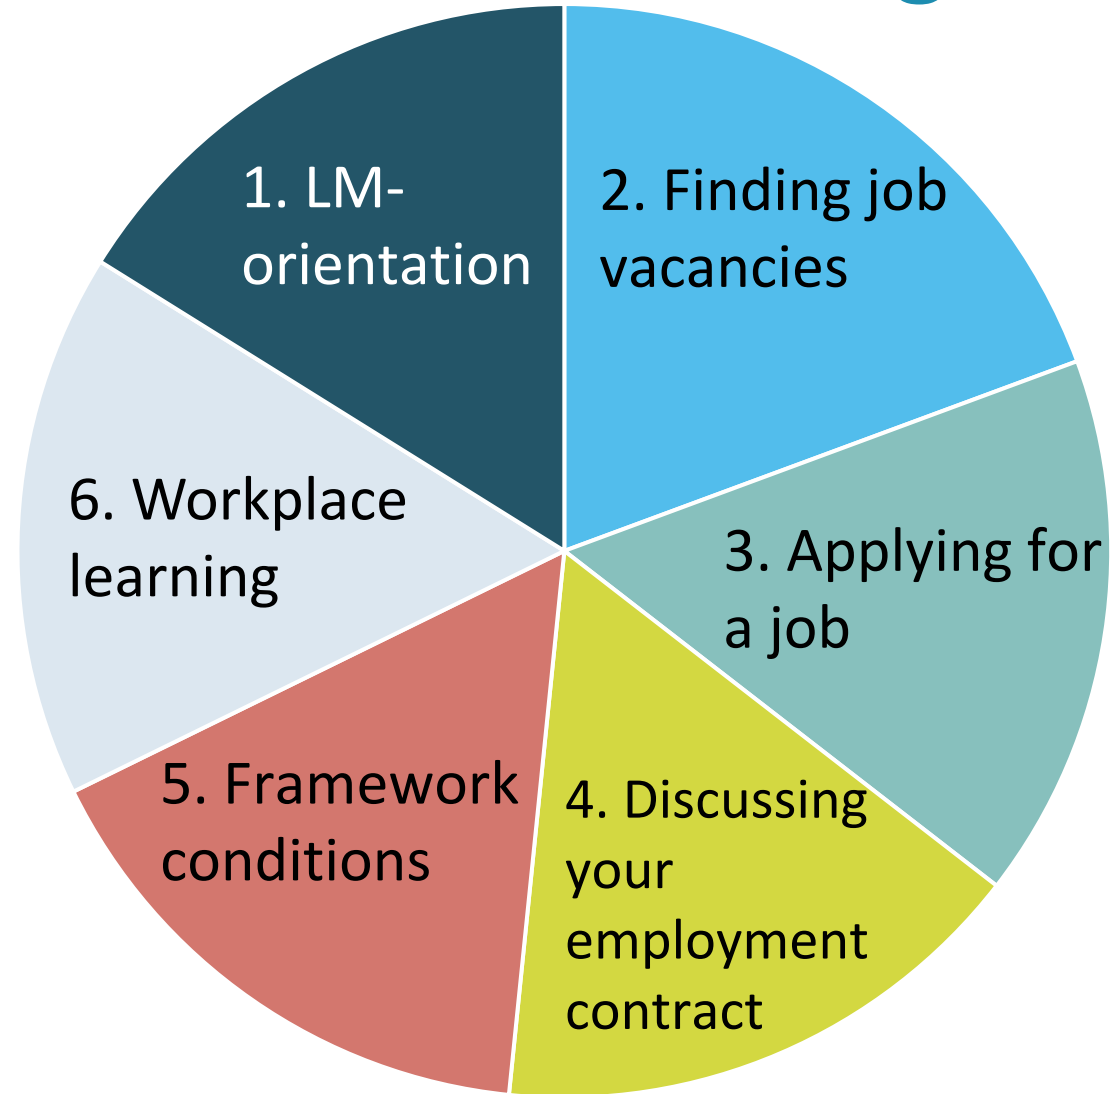 1. LM-
orientation
2. Finding job
vacancies
3. Applying for
a job
4. Discussing
your
employment
contract
5. Framework
conditions
6. Workplace
learning